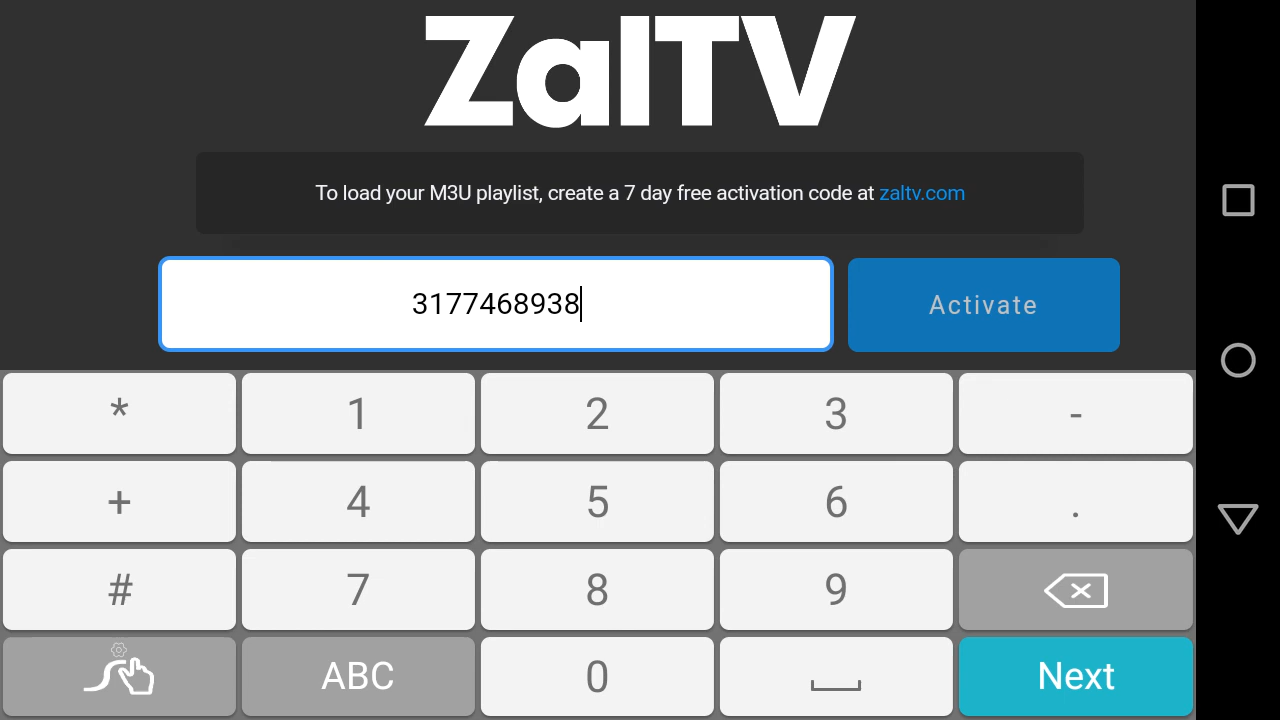 ZalTV
To load your M3U playlist, create a 7 day free activation code at zaltv.com
3177468938
Activate
* 1 2 3 -
+ 4 5 6 .
# 7 8 9
ABC 0 Next